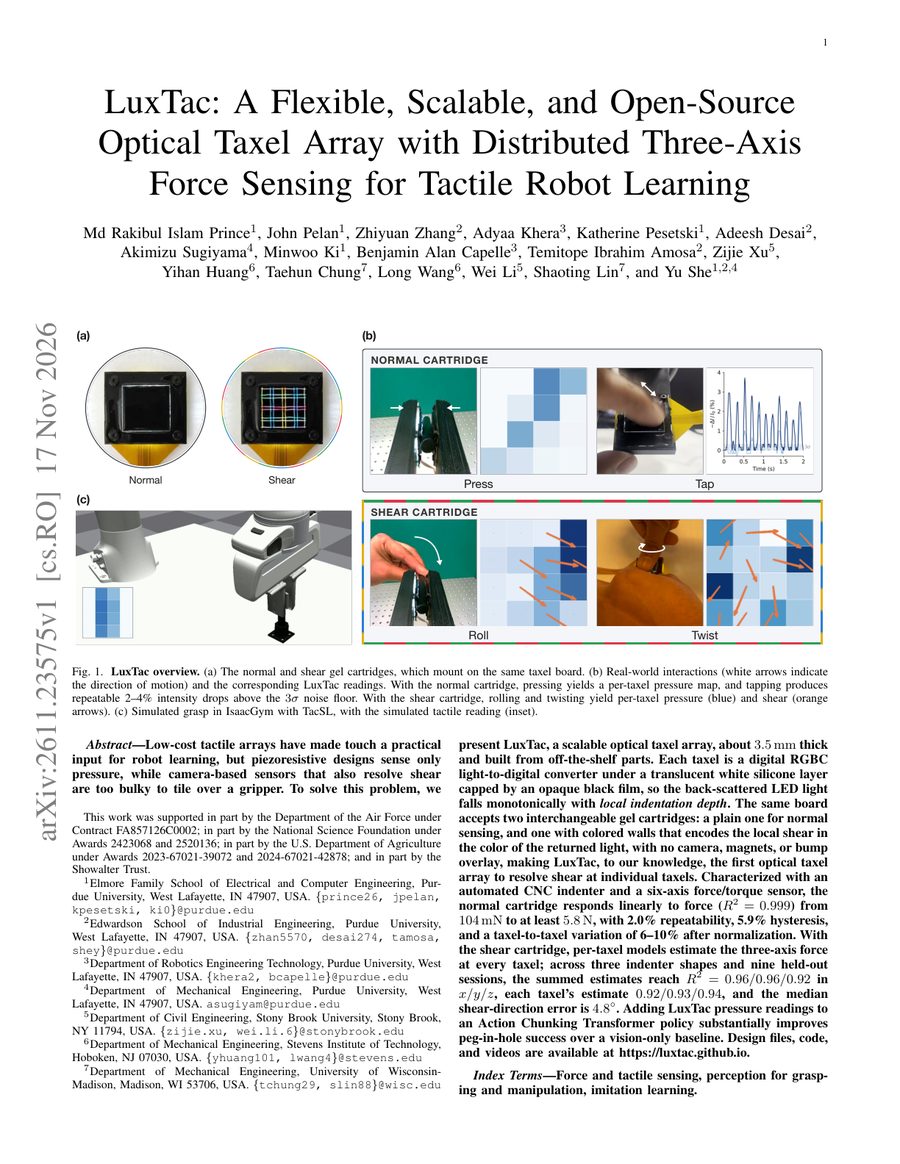 1
LuxTac: A Flexible, Scalable, and Open-Source
Optical Taxel Array with Distributed Three-Axis
Force Sensing for Tactile Robot Learning
Md Rakibul Islam Prince1, John Pelan1, Zhiyuan Zhang2, Adyaa Khera3, Katherine Pesetski1, Adeesh Desai2,
Akimizu Sugiyama4, Minwoo Ki1, Benjamin Alan Capelle3, Temitope Ibrahim Amosa2, Zijie Xu5,
Yihan Huang6, Taehun Chung7, Long Wang6, Wei Li5, Shaoting Lin7, and Yu She1,2,4
arXiv:2611.23575v1 [cs.RO] 17 Nov 2026
(a)
Normal
Shear
(b)
NORMAL CARTRIDGE
Press
Tap
4
3
2
1
0
−ΔI / I0 (%)
0 0.5 1 1.5 2
Time (s)
3σ
(c)
SHEAR CARTRIDGE
Roll
Twist
Fig. 1. LuxTac overview. (a) The normal and shear gel cartridges, which mount on the same taxel board. (b) Real-world interactions (white arrows indicate
the direction of motion) and the corresponding LuxTac readings. With the normal cartridge, pressing yields a per-taxel pressure map, and tapping produces
repeatable 2–4% intensity drops above the 3σ noise floor. With the shear cartridge, rolling and twisting yield per-taxel pressure (blue) and shear (orange
arrows). (c) Simulated grasp in IsaacGym with TacSL, with the simulated tactile reading (inset).
Abstract—Low-cost tactile arrays have made touch a practical
input for robot learning, but piezoresistive designs sense only
pressure, while camera-based sensors that also resolve shear
are too bulky to tile over a gripper. To solve this problem, we
This work was supported in part by the Department of the Air Force under
Contract FA857126C0002; in part by the National Science Foundation under
Awards 2423068 and 2520136; in part by the U.S. Department of Agriculture
under Awards 2023-67021-39072 and 2024-67021-42878; and in part by the
Showalter Trust.
1Elmore Family School of Electrical and Computer Engineering, Pur-
due University, West Lafayette, IN 47907, USA. {prince26, jpelan,
kpesetski, ki0}@purdue.edu
2Edwardson School of Industrial Engineering, Purdue University,
West Lafayette, IN 47907, USA. {zhan5570, desai274, tamosa,
shey}@purdue.edu
3Department of Robotics Engineering Technology, Purdue University, West
Lafayette, IN 47907, USA. {khera2, bcapelle}@purdue.edu
4Department of Mechanical Engineering, Purdue University, West
Lafayette, IN 47907, USA. asugiyam@purdue.edu
5Department of Civil Engineering, Stony Brook University, Stony Brook,
NY 11794, USA. {zijie.xu, wei.li.6}@stonybrook.edu
6Department of Mechanical Engineering, Stevens Institute of Technology,
Hoboken, NJ 07030, USA. {yhuang101, lwang4}@stevens.edu
7Department of Mechanical Engineering, University of Wisconsin-
Madison, Madison, WI 53706, USA. {tchung29, slin88}@wisc.edu
present LuxTac, a scalable optical taxel array, about 3.5 mm thick
and built from off-the-shelf parts. Each taxel is a digital RGBC
light-to-digital converter under a translucent white silicone layer
capped by an opaque black film, so the back-scattered LED light
falls monotonically with local indentation depth. The same board
accepts two interchangeable gel cartridges: a plain one for normal
sensing, and one with colored walls that encodes the local shear in
the color of the returned light, with no camera, magnets, or bump
overlay, making LuxTac, to our knowledge, the first optical taxel
array to resolve shear at individual taxels. Characterized with an
automated CNC indenter and a six-axis force/torque sensor, the
normal cartridge responds linearly to force (R2 = 0.999) from
104 mN to at least 5.8 N, with 2.0% repeatability, 5.9% hysteresis,
and a taxel-to-taxel variation of 6–10% after normalization. With
the shear cartridge, per-taxel models estimate the three-axis force
at every taxel; across three indenter shapes and nine held-out
sessions, the summed estimates reach R2 = 0.96/0.96/0.92 in
x/y/z, each taxel's estimate 0.92/0.93/0.94, and the median
shear-direction error is 4.8°. Adding LuxTac pressure readings to
an Action Chunking Transformer policy substantially improves
peg-in-hole success over a vision-only baseline. Design files, code,
and videos are available at https://luxtac.github.io.
Index Terms—Force and tactile sensing, perception for grasp-
ing and manipulation, imitation learning.